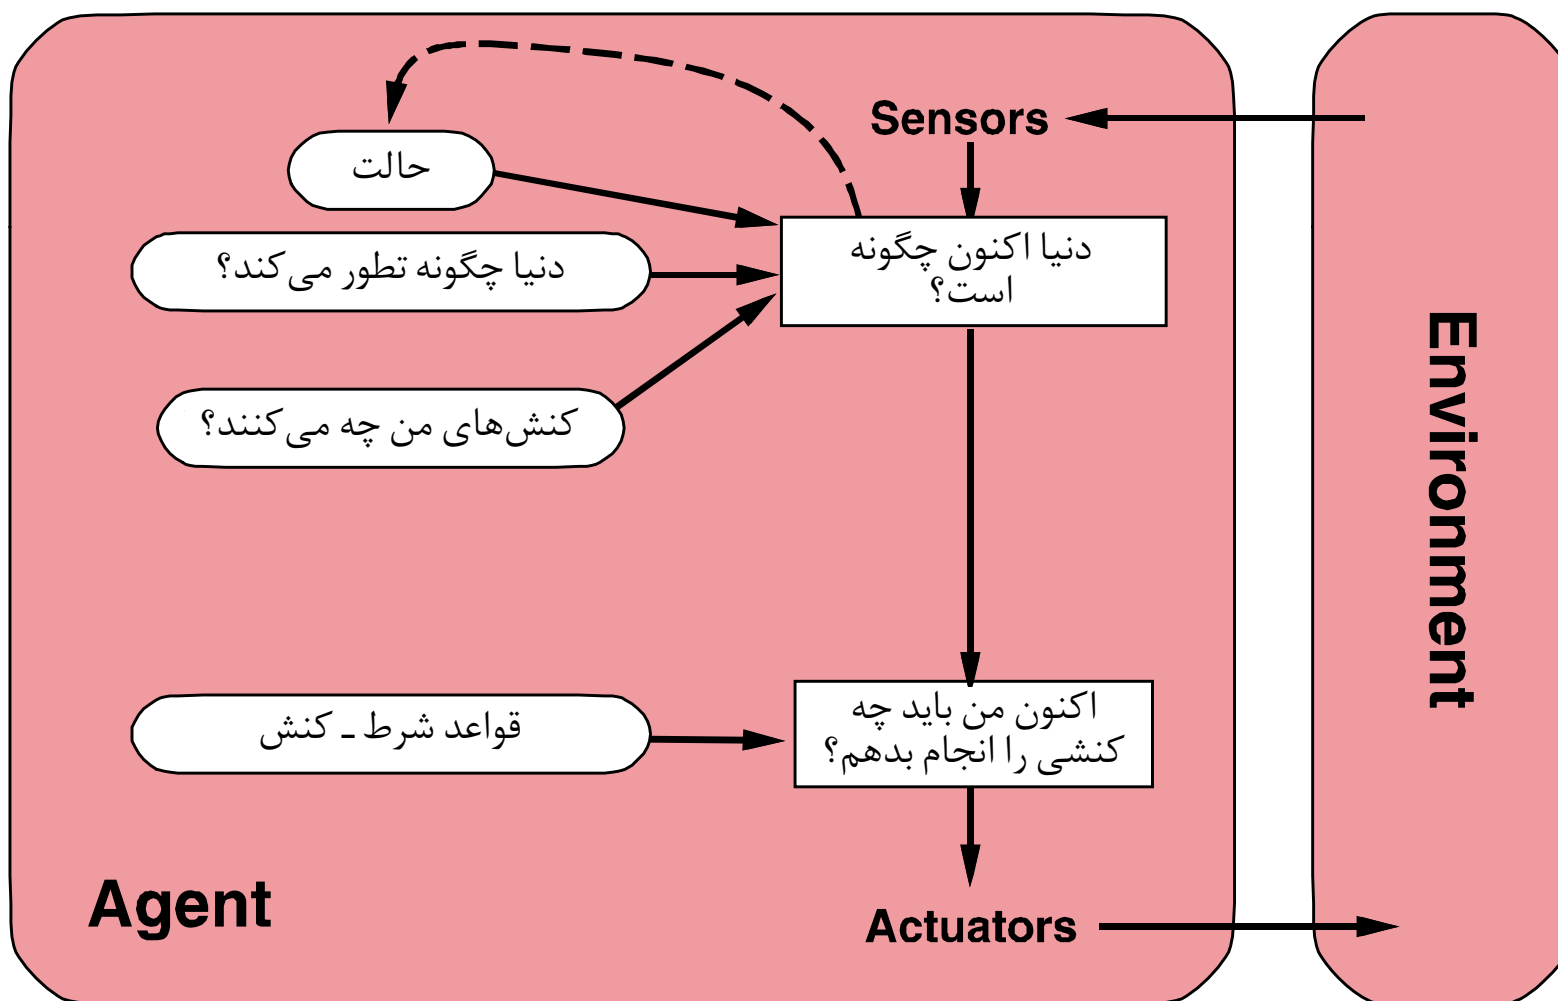 Sensors
حالت
دنیا چگونه تطور می‌کند؟
دنیا اکنون چگونه
است؟
کنش‌های من چه می‌کنند؟
Environment
قواعد شرط ـ کنش
اکنون من باید چه
کنشی را انجام بدهم؟
Agent
Actuators